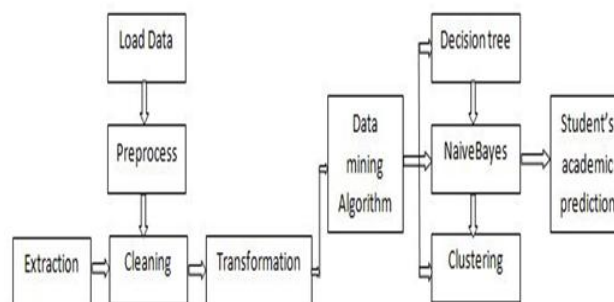 Load Data
Preprocess
Extraction
Cleaning
Transformation
Data
mining
Algorithm
Decision tree
NaiveBayes
Clustering
Student's
academic
prediction